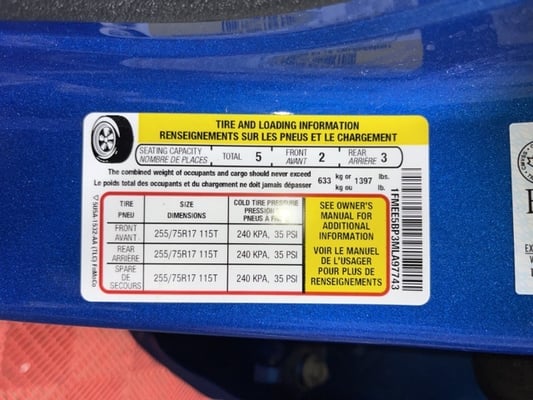 TIRE AND LOADING INFORMATION
RENSEIGNEMENTS SUR LES PNEUS ET LE CHARGEMENT
SEATING CAPACITY
NOMBRE DE PLACES
TOTAL 5
FRONT
AVANT 2
REAR
ARRIÈRE 3
The combined weight of occupants and cargo should never exceed
Le poids total des occupants et du chargement ne doit jamais dépasser
633 kg or 1397 lbs.
kg ou lb.
TIRE
PNEU
SIZE
DIMENSIONS
COLD TIRE PRESSURE
PRESSION
PNEUS A
FRONT
AVANT
255/75R17 115T
240 KPA, 35 PSI
REAR
ARRIÈRE
255/75R17 115T
240 KPA, 35 PSI
SPARE
DE
SECOURS
255/75R17 115T
240 KPA, 35 PSI
SEE OWNER'S
MANUAL FOR
ADDITIONAL
INFORMATION
VOIR LE MANUEL
DE L'USAGER
POUR PLUS DE
RENSEIGNEMENTS
1FMEE5BP3MLA97743